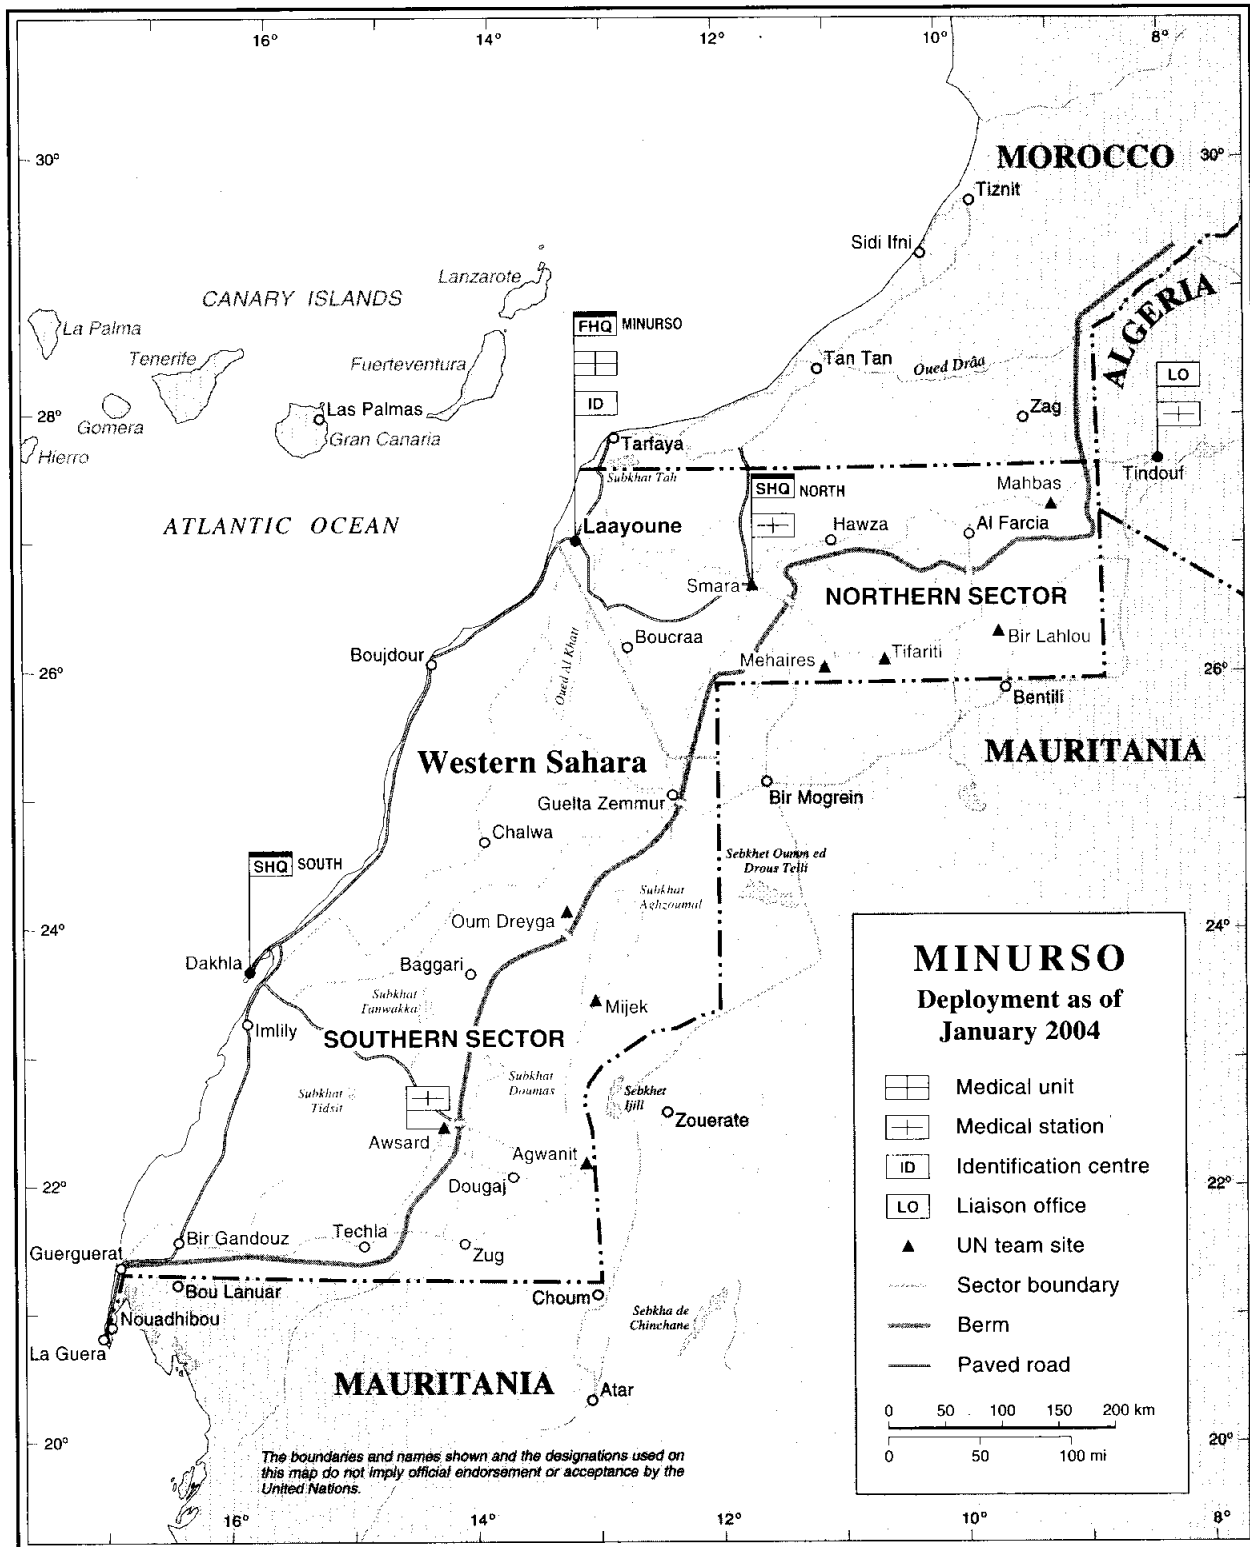 16°
14°
12°
10°
8°
30°
MOROCCO
30°
Tiznit
Sidi Ifni
Lanzarote
CANARY ISLANDS
ALGERIA
FHQ MINURSO
La Palma
Tenerife
Fuerteventura
Tan Tan
Oued Drâa
LO
ID
Las Palmas
28°
Zag
Gomera
Gran Canaria
Tarfaya
Hierro
Subkhat Tah
Tindouf
Mahbas
SHQ NORTH
ATLANTIC OCEAN
Laayoune
Hawza
Al Farcia
Smara
NORTHERN SECTOR
Boucraa
Bir Lahlou
Boujdour
Oued Al Khatt
Mehaires
Tifariti
26°
26°
Bentili
Western Sahara
MAURITANIA
Guelta Zemmur
Bir Mogrein
Chalwa
Sebkhet Oumm ed
Drous Telli
SHQ SOUTH
Subkhat
Aghzoumal
Oum Dreyga
24°
24°
Dakhla
Baggari
Subkhat
Tanwakka
Mijek
Imlily
SOUTHERN SECTOR
Subkhat
Tidsit
Subkhat
Doumas
Sebkhet
Ijill
Zouerate
Awsard
Agwanit
22°
Dougaj
22°
Guerguerat
Bir Gandouz
Techla
Zug
Bou Lanuar
Choum
Nouadhibou
La Guera
Sebkha de
Chinchane
MAURITANIA
Atar
20°
20°
The boundaries and names shown and the designations used on
this map do not imply official endorsement or acceptance by the
United Nations.
MINURSO
Deployment as of
January 2004
Medical unit
Medical station
ID Identification centre
LO Liaison office
UN team site
Sector boundary
Berm
Paved road
0 50 100 150 200 km
0 50 100 mi
16°
14°
12°
10°
8°